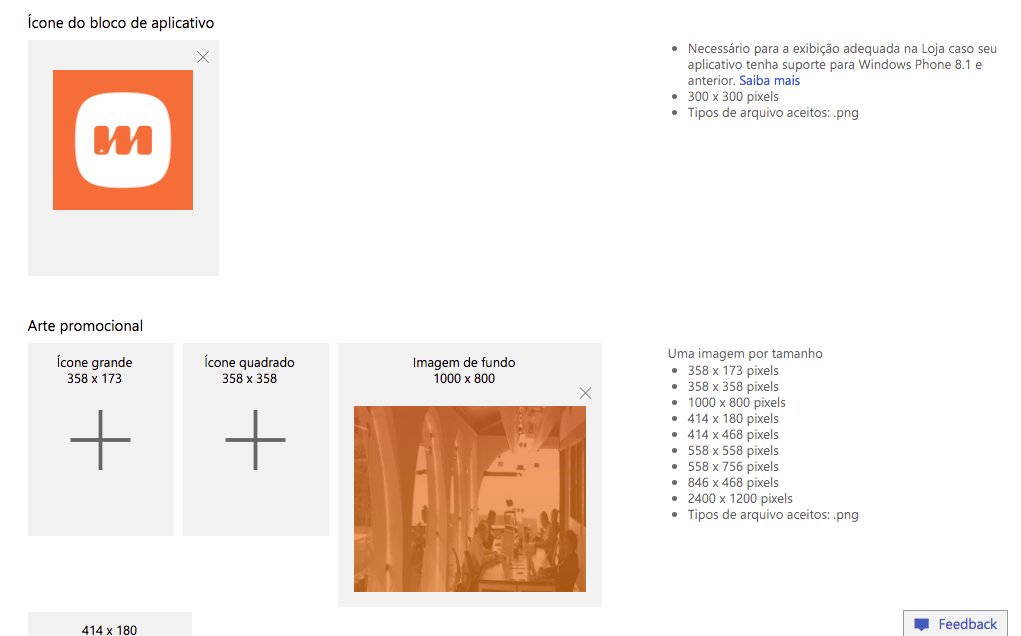 Ícone do bloco de aplicativo
Necessário para a exibição adequada na Loja caso seu
aplicativo tenha suporte para Windows Phone 8.1 e
anterior. Saiba mais
300 x 300 pixels
Tipos de arquivo aceitos: .png
m
Arte promocional
Ícone grande
358 x 173
Ícone quadrado
358 x 358
Imagem de fundo
1000 x 800
Uma imagem por tamanho
358 x 173 pixels
358 x 358 pixels
1000 x 800 pixels
414 x 180 pixels
414 x 468 pixels
558 x 558 pixels
558 x 756 pixels
846 x 468 pixels
2400 x 1200 pixels
Tipos de arquivo aceitos: .png
414 x 180
Feedback